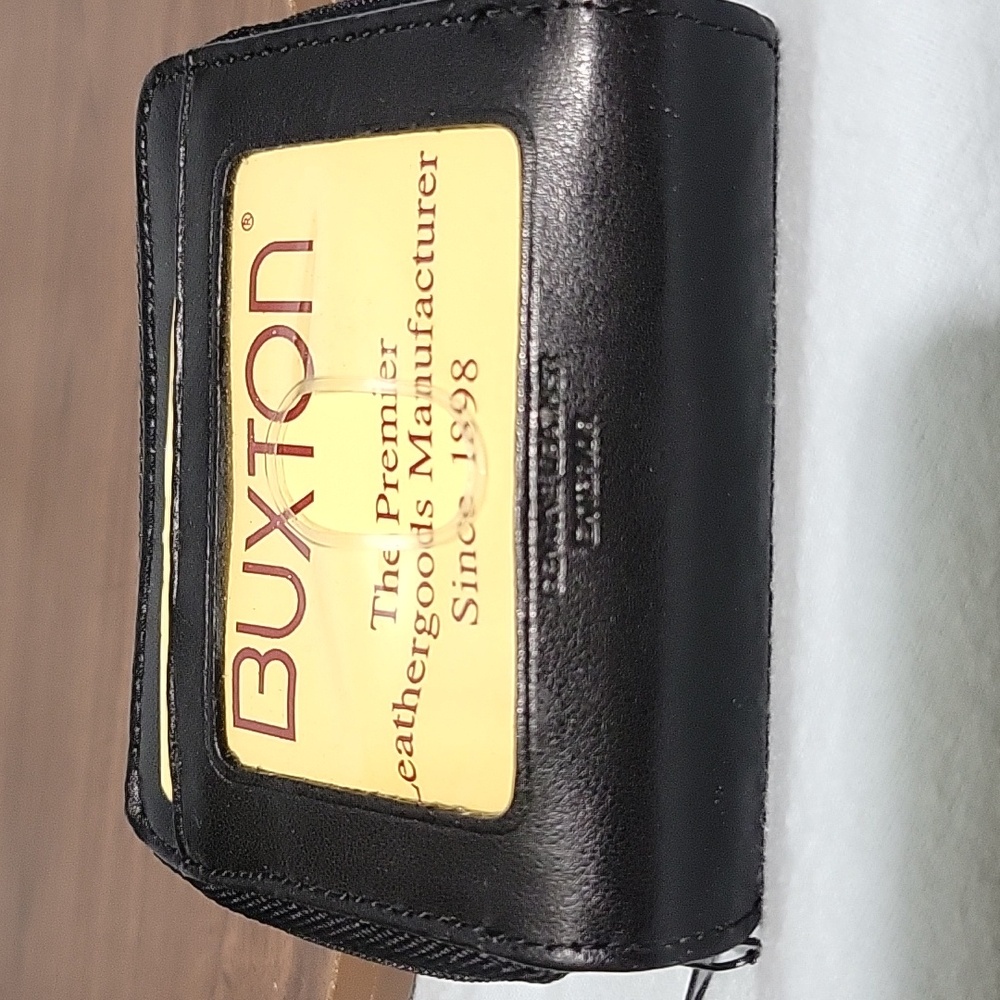 BUXTON®
The Premier
Leathergoods Manufacturer
Since 1898